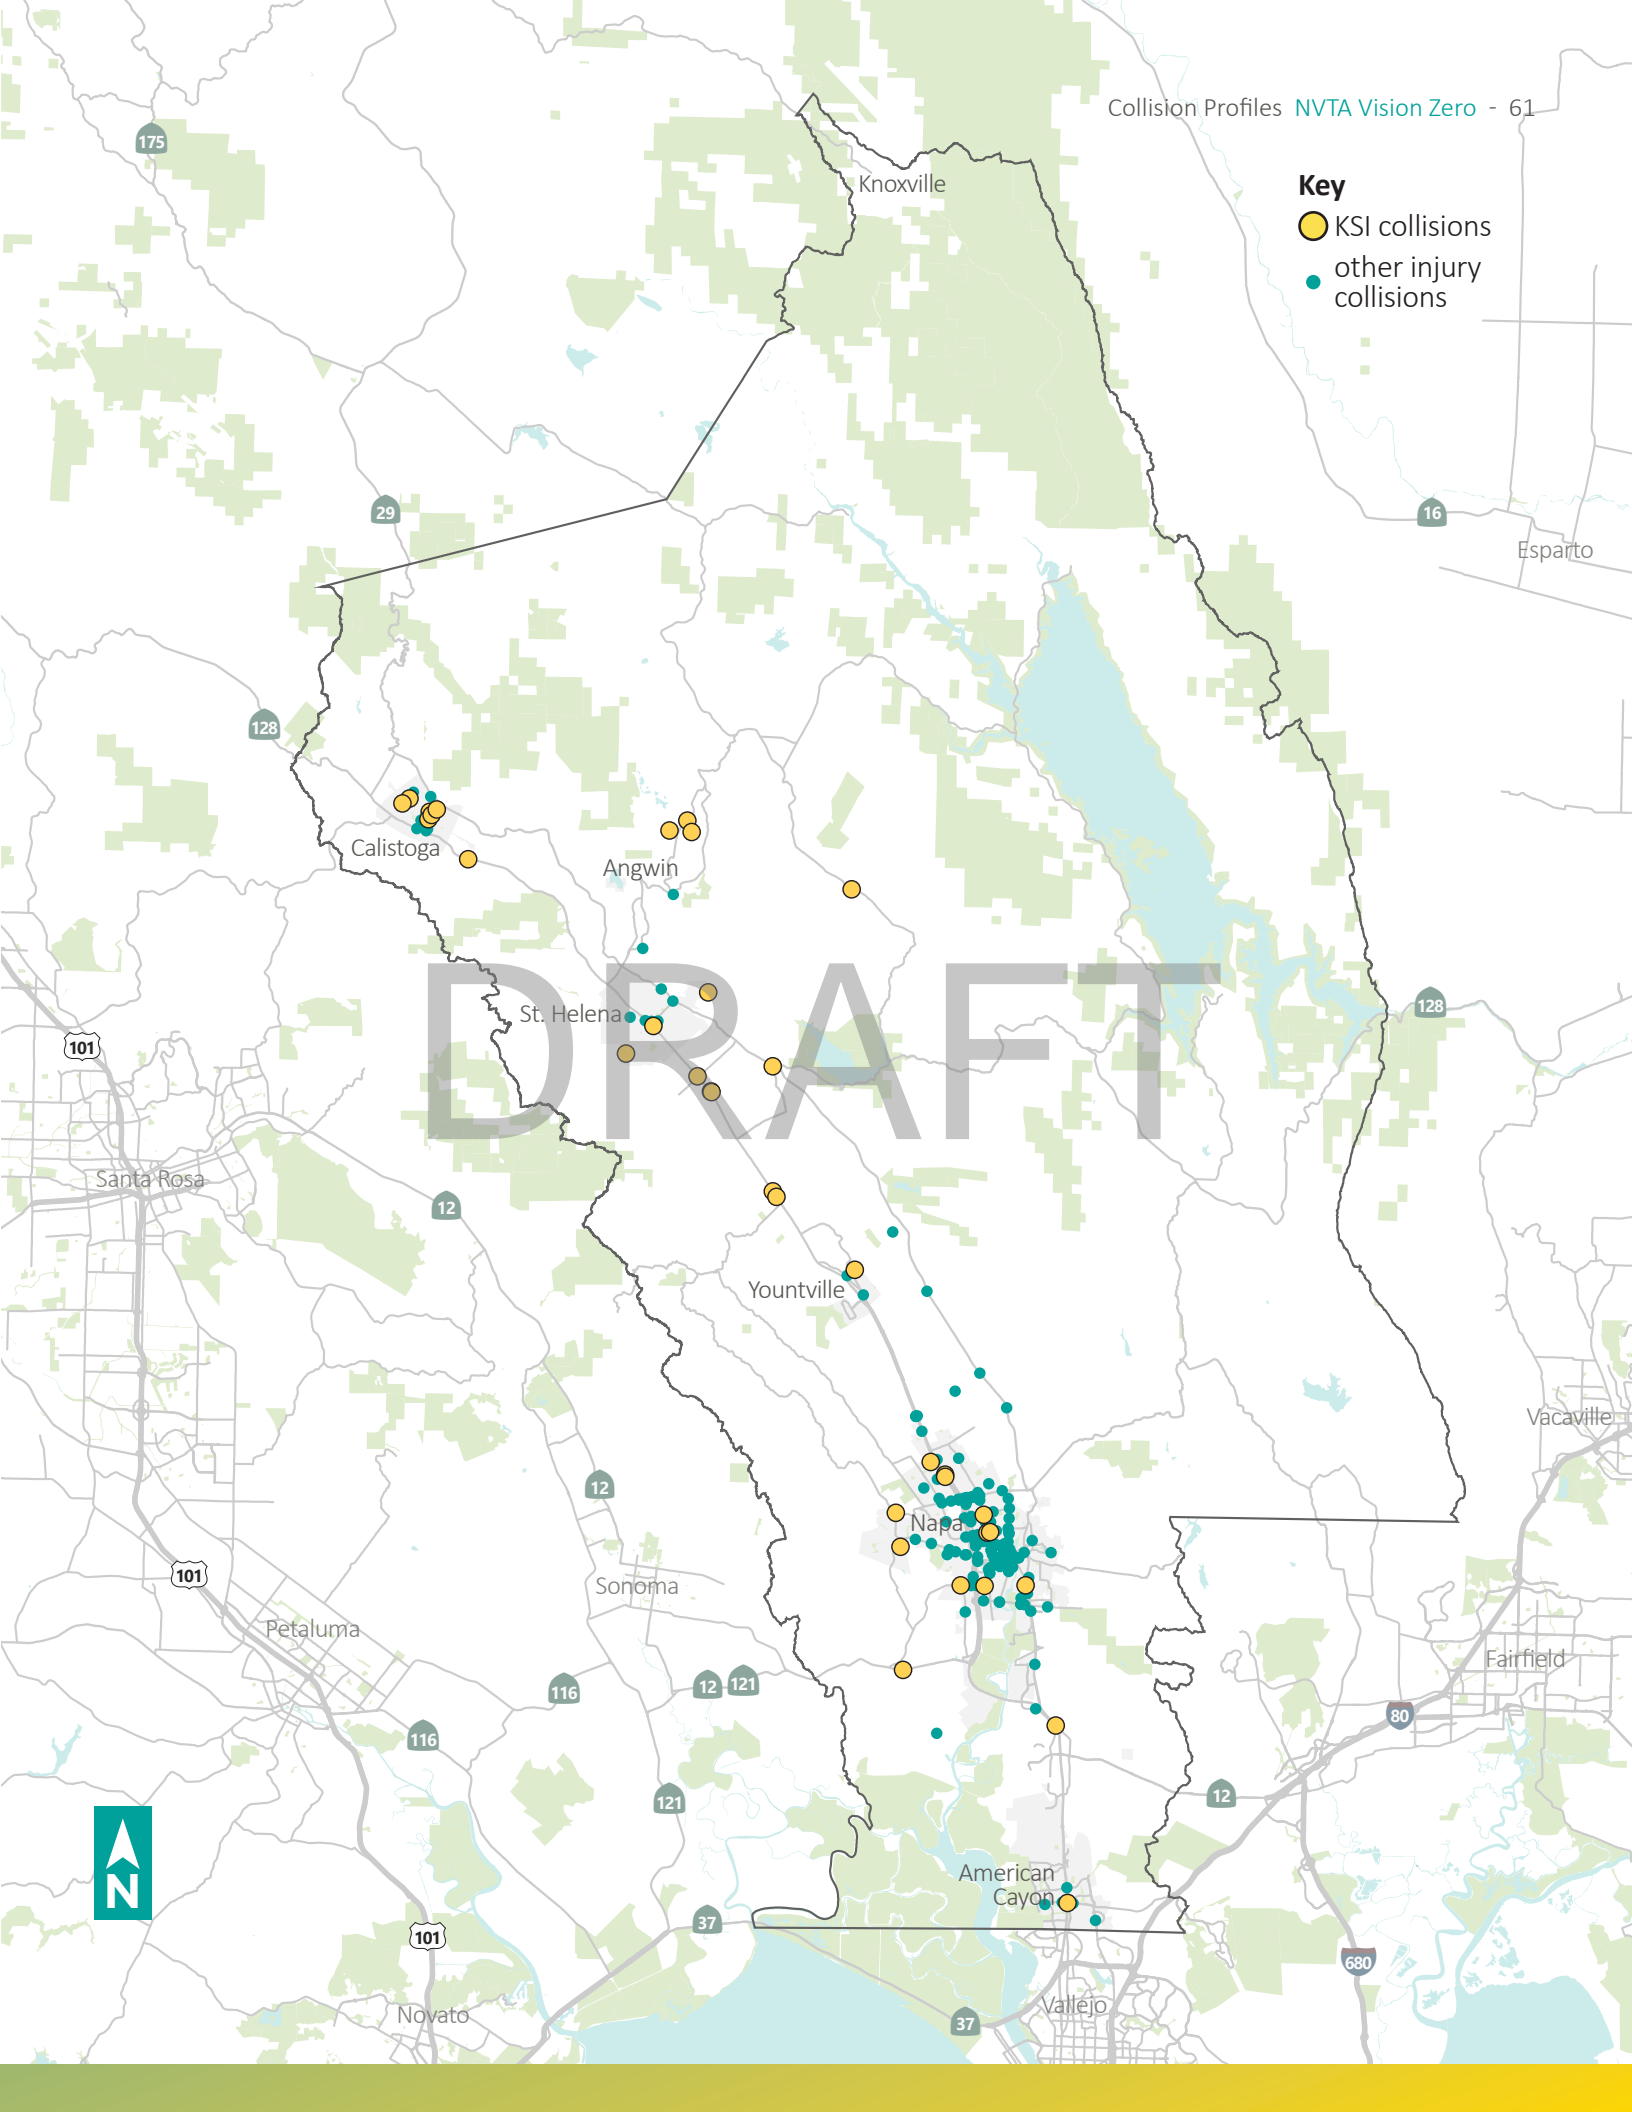 Collision Profiles NVTA Vision Zero - 61
175
Knoxville
Key
KSI collisions
other injury
collisions
29
16
Esparto
128
Calistoga
Angwin
DRAFT
St. Helena
128
101
Santa Rosa
12
Yountville
Vacaville
12
Napa
101
Sonoma
Petaluma
Fairfield
116
12
121
80
116
12
121
N
American
Cayon
37
101
680
Novato
Vallejo
37